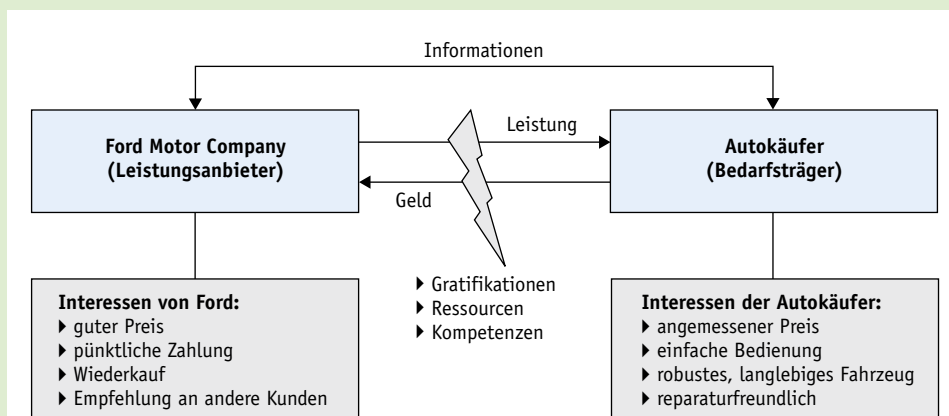 Informationen
Ford Motor Company
(Leistungsanbieter)
Leistung
Geld
Autokäufer
(Bedarfsträger)
▶ Gratifikationen
▶ Ressourcen
▶ Kompetenzen
Interessen von Ford:
▶ guter Preis
▶ pünktliche Zahlung
▶ Wiederkauf
▶ Empfehlung an andere Kunden
Interessen der Autokäufer:
▶ angemessener Preis
▶ einfache Bedienung
▶ robustes, langlebiges Fahrzeug
▶ reparaturfreundlich